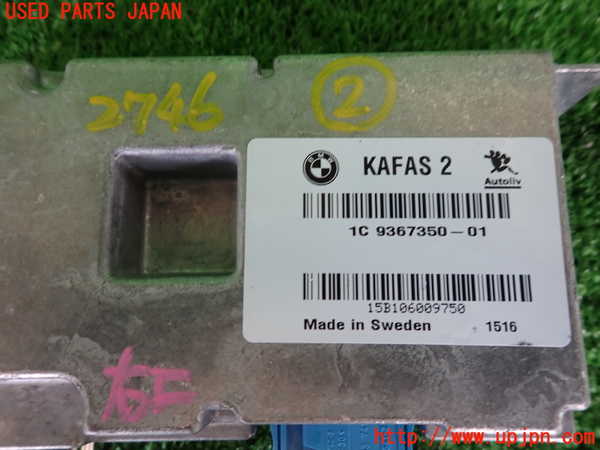 USED PARTS JAPAN
2746
2
BMW
KAFAS 2
Autoliv
1C 9367350-01
15B106009750
Made in Sweden
1516
http://www.upjpn.com